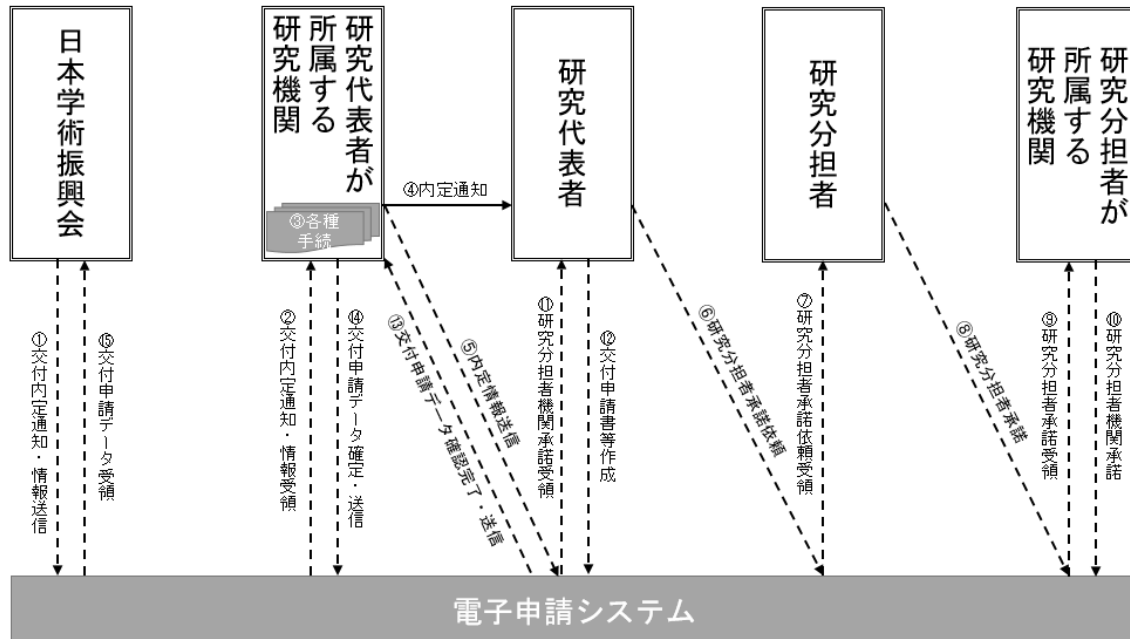 日本学術振興会
研究代表者が
所属する
研究機関
研究代表者
研究分担者
研究分担者が
所属する
研究機関
③各種
手続
④内定通知
①交付内定通知・情報送信
⑮交付申請データ受領
②交付内定通知・情報受領
⑭交付申請データ確定・送信
⑬交付申請データ確認完了・送信
⑤内定情報送信
⑪研究分担者機関承諾受領
⑫交付申請書等作成
⑥研究分担者承諾依頼
⑦研究分担者承諾依頼受領
⑧研究分担者承諾
⑨研究分担者承諾受領
⑩研究分担者機関承諾
電子申請システム